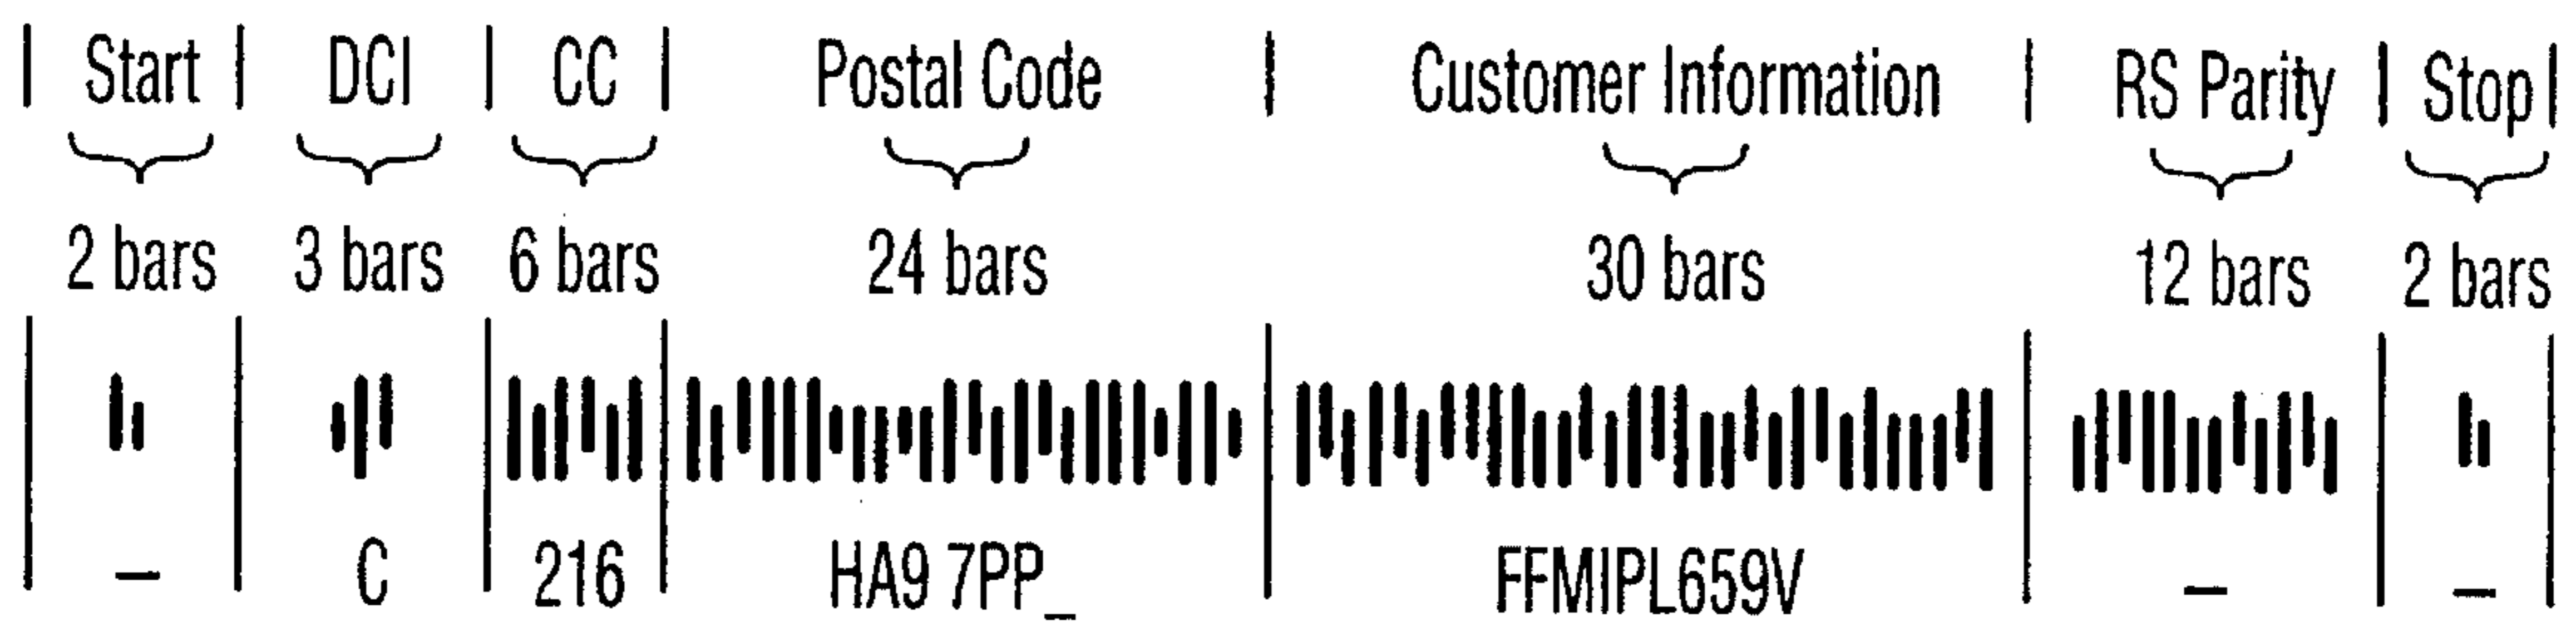 Start DCI CC Postal Code Customer Information RS Parity Stop
2 bars 3 bars 6 bars 24 bars 30 bars 12 bars 2 bars
– C 216 HA9 7PP_ FFMIPL659V – –